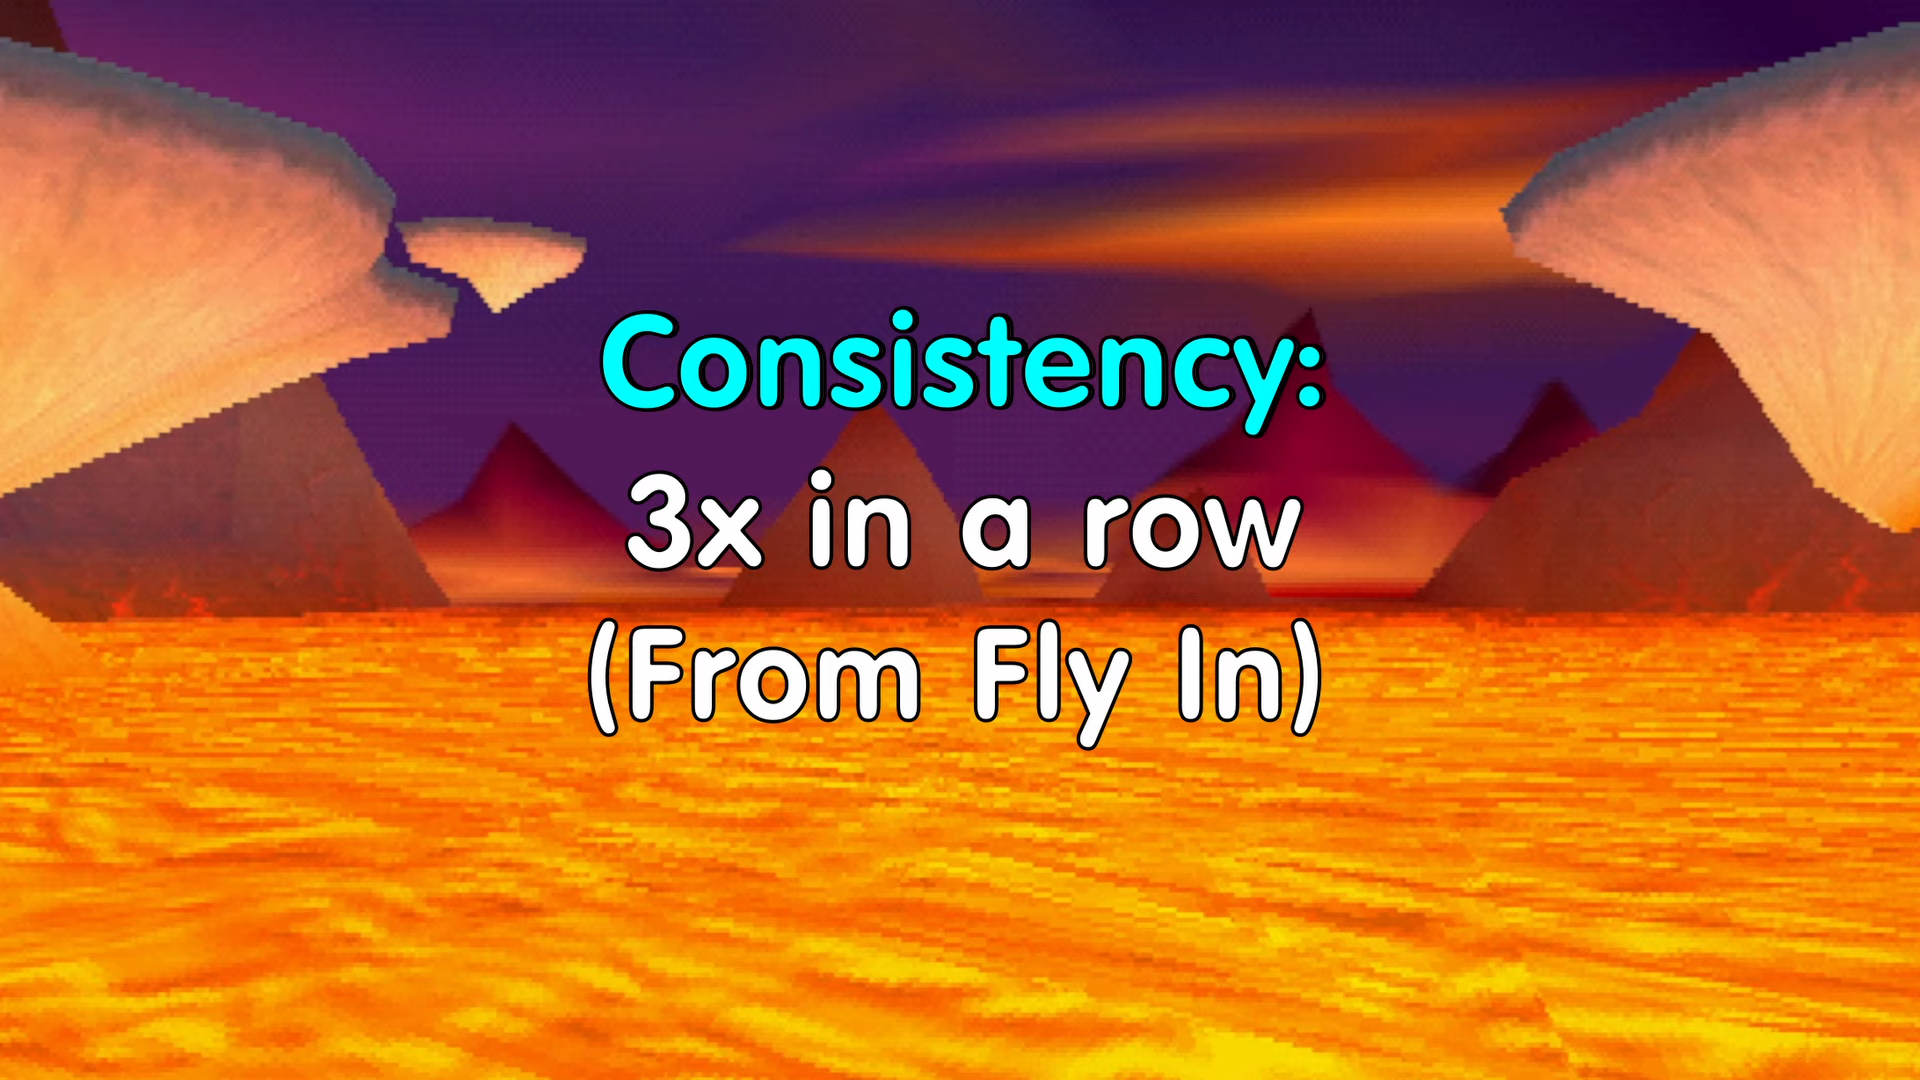 Consistency:
3x in a row
(From Fly In)